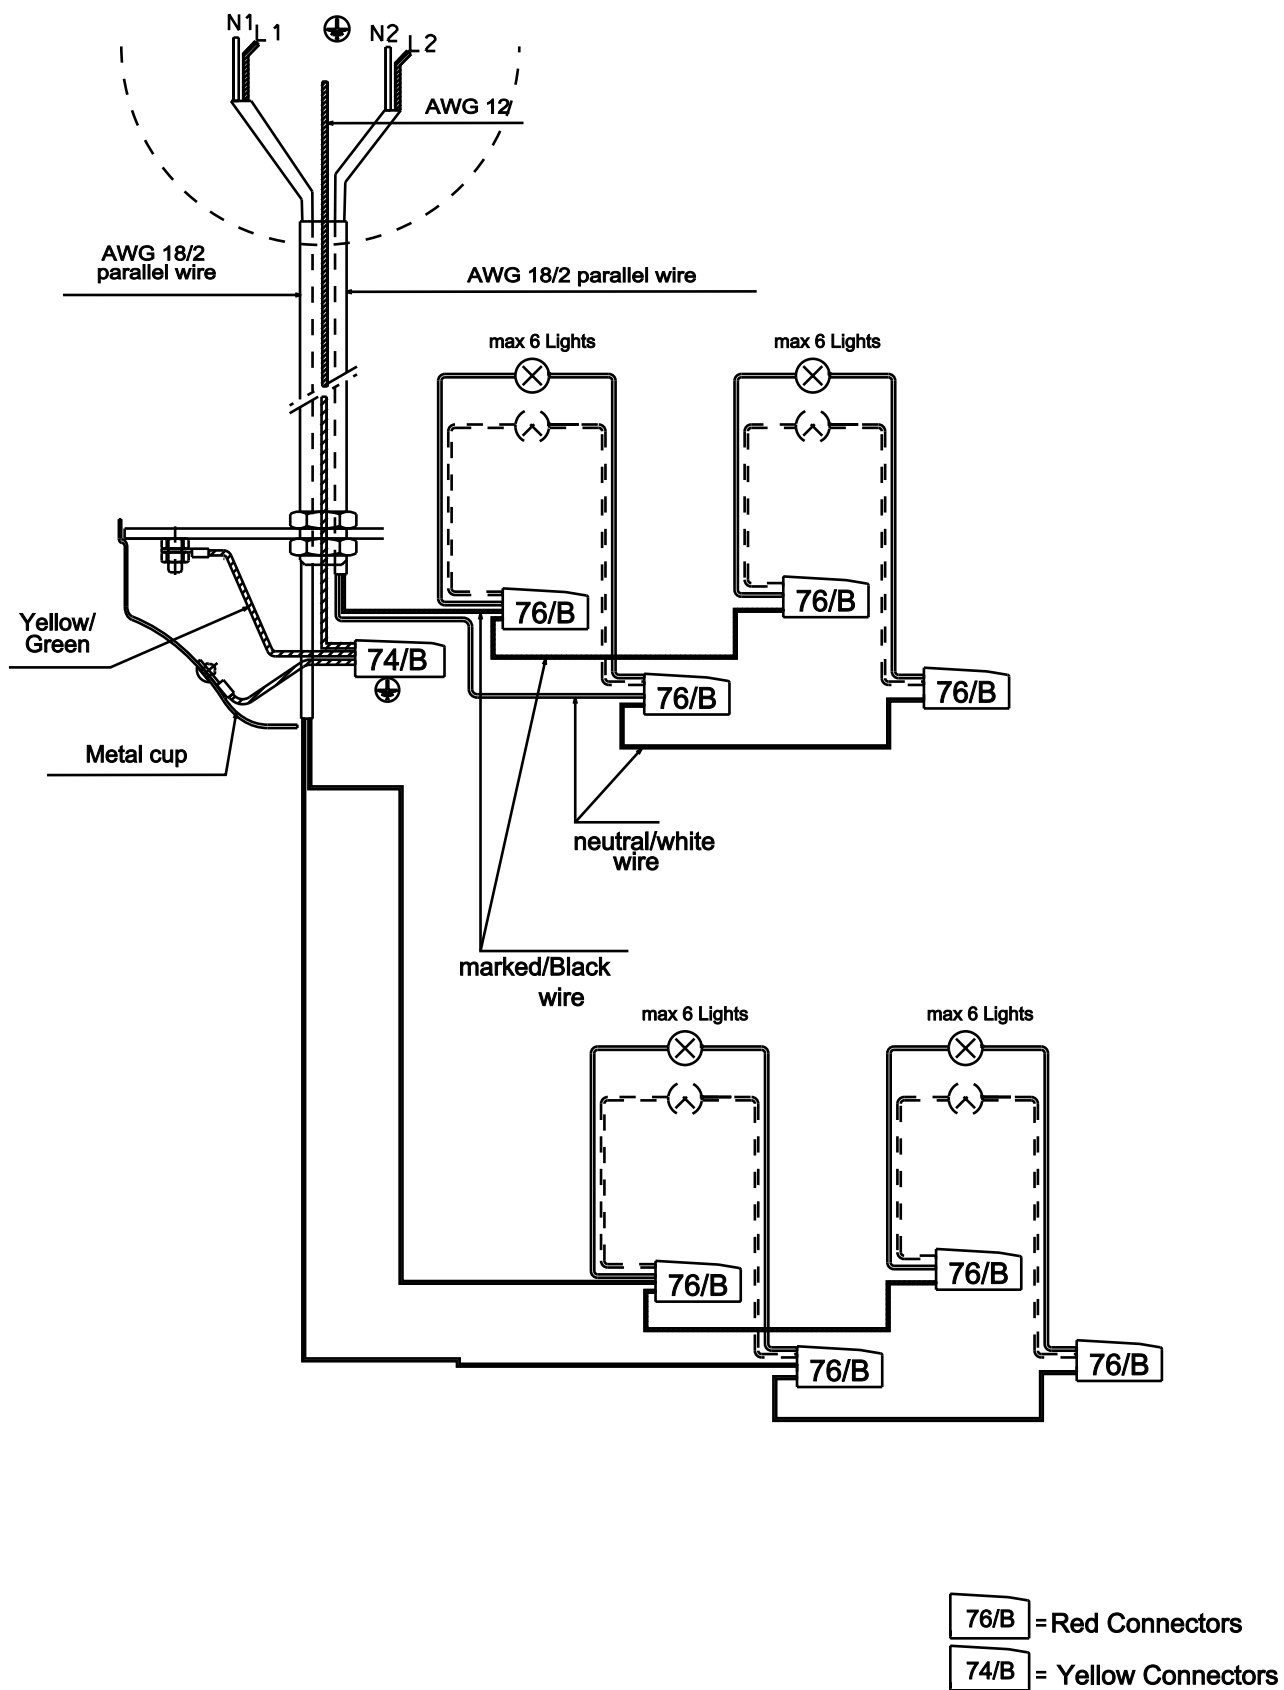 N1
L1
N2
L2
AWG 12
AWG 18/2
parallel wire
AWG 18/2 parallel wire
max 6 Lights
max 6 Lights
76/B
76/B
Yellow/
Green
74/B
76/B
76/B
Metal cup
neutral/white
wire
marked/Black
wire
max 6 Lights
max 6 Lights
76/B
76/B
76/B
76/B
76/B = Red Connectors
74/B = Yellow Connectors